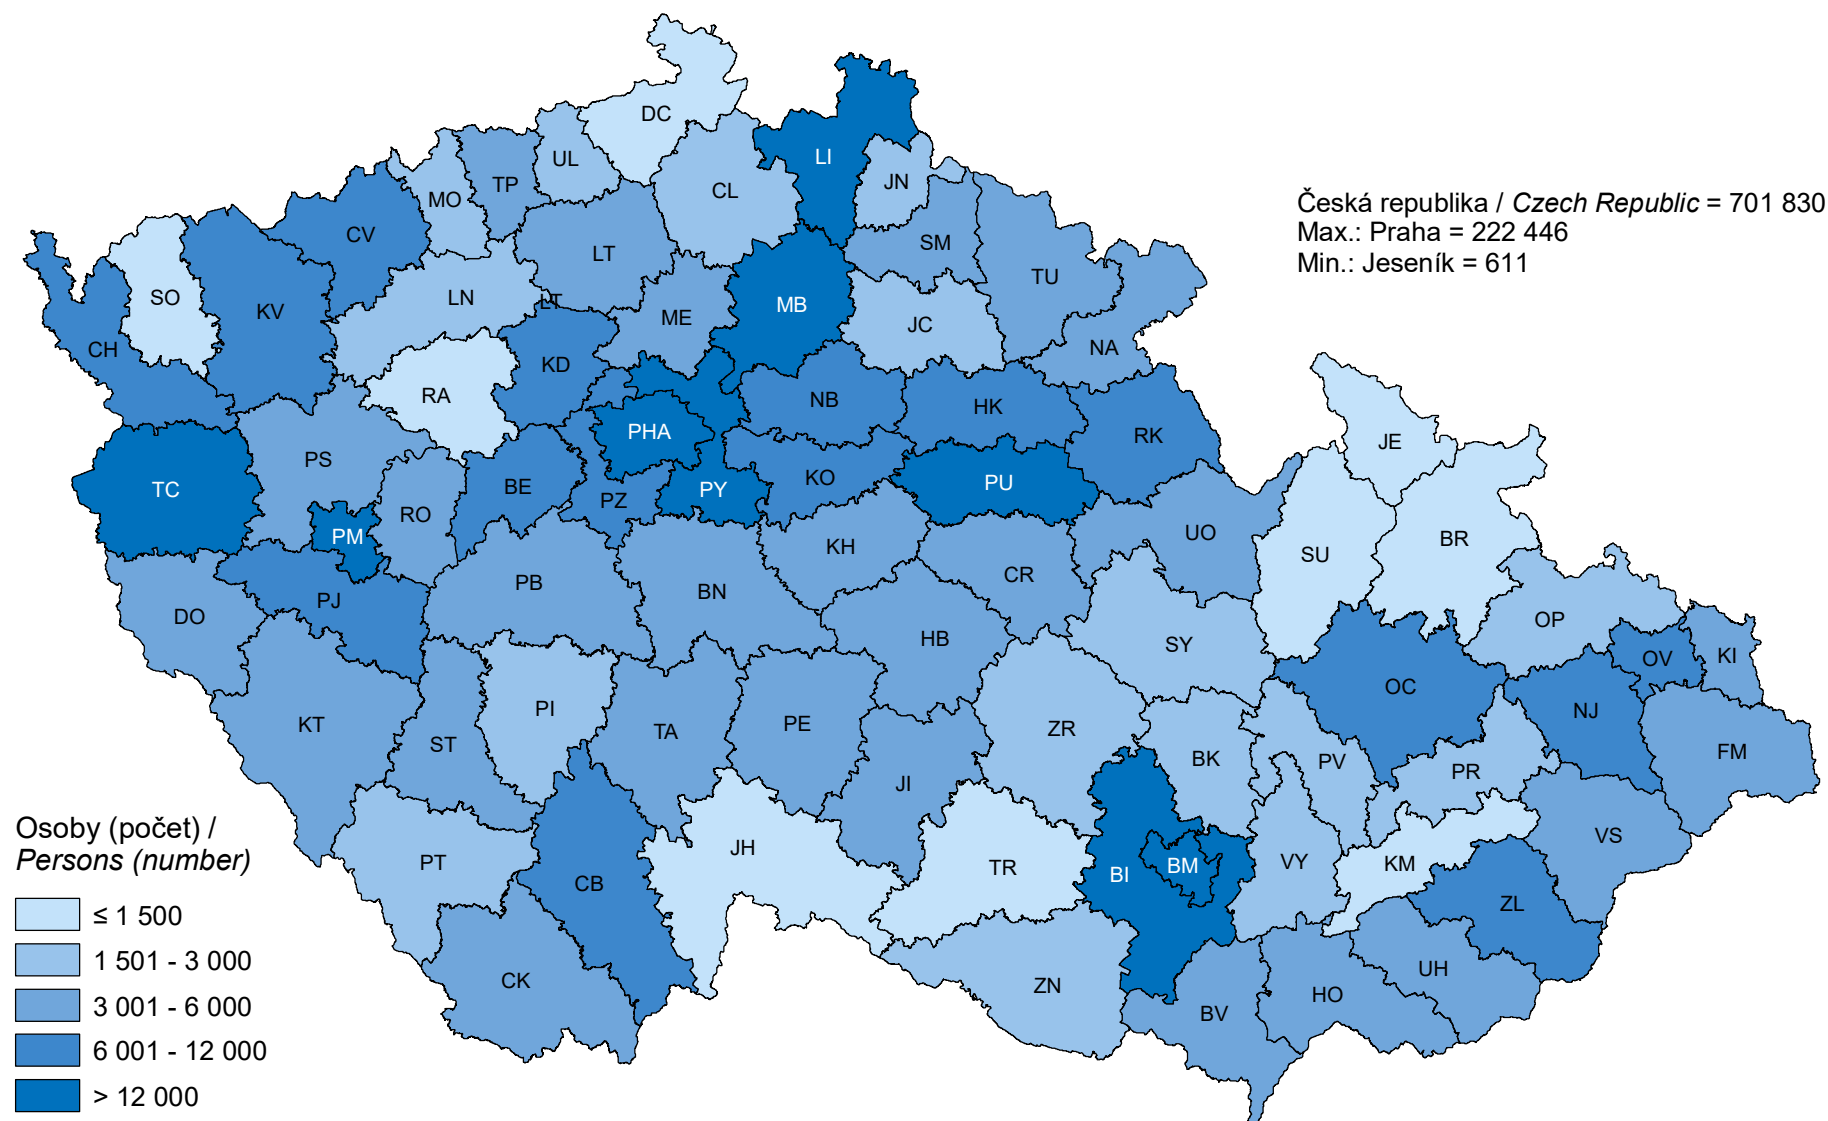 DC
LI
UL
TP
JN
CL
MO
CV
SM
LT
TU
SO
KV
LN
LT
MB
ME
JC
CH
NA
KD
RA
NB
HK
PHA
RK
JE
PS
TC
BE
PZ
PY
KO
PU
RO
PM
UO
BR
SU
KH
CR
PB
BN
PJ
DO
HB
SY
OP
OV
KI
OC
PI
NJ
KT
ST
TA
PE
ZR
BK
PV
PR
FM
JI
VS
JH
PT
TR
BI
BM
VY
KM
CB
ZL
CK
ZN
UH
HO
BV
Česká republika / Czech Republic = 701 830
Max.: Praha = 222 446
Min.: Jeseník = 611
Osoby (počet) /
Persons (number)
≤ 1 500
1 501 - 3 000
3 001 - 6 000
6 001 - 12 000
> 12 000